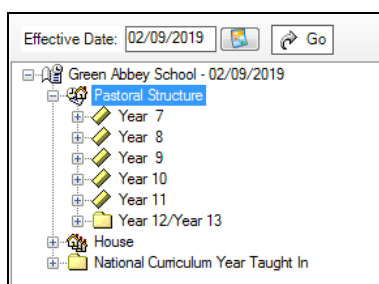 Effective Date: 02/09/2019 Go
Green Abbey School - 02/09/2019
Pastoral Structure
Year 7
Year 8
Year 9
Year 10
Year 11
Year 12/Year 13
House
National Curriculum Year Taught In